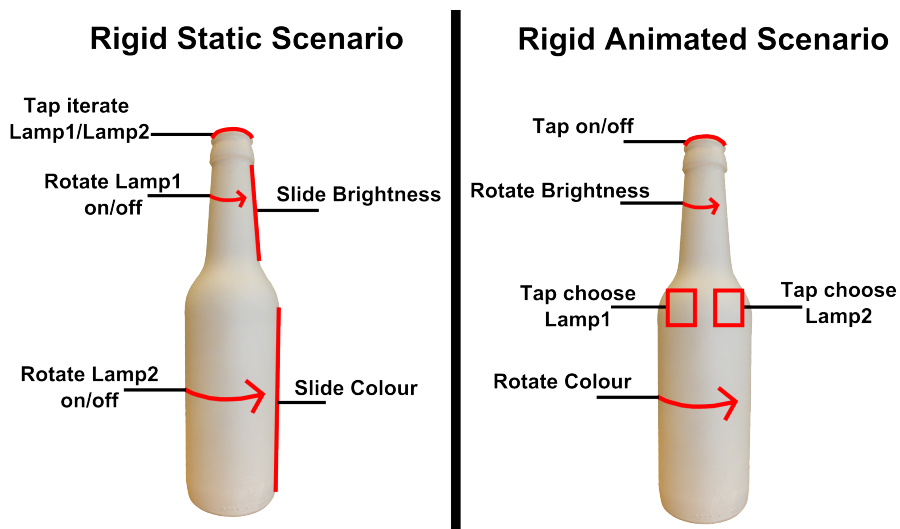 Rigid Static Scenario
Tap iterate
Lamp1/Lamp2
Rotate Lamp1
on/off
Slide Brightness
Rotate Lamp2
on/off
Slide Colour
Rigid Animated Scenario
Tap on/off
Rotate Brightness
Tap choose
Lamp1
Tap choose
Lamp2
Rotate Colour